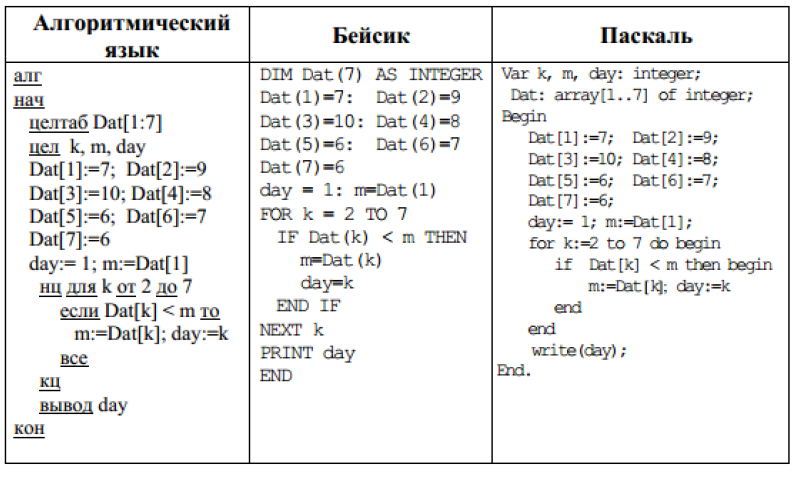 Алгоритмический
язык
алг
нач
целтаб Dat[1:7]
цел k, m, day
Dat[1]:=7; Dat[2]:=9
Dat[3]:=10; Dat[4]:=8
Dat[5]:=6; Dat[6]:=7
Dat[7]:=6
day:= 1; m:=Dat[1]
нц для k от 2 до 7
если Dat[k] < m то
m:=Dat[k]; day:=k
все
кц
вывод day
кон
Бейсик
DIM Dat(7) AS INTEGER
Dat(1)=7: Dat(2)=9
Dat(3)=10: Dat(4)=8
Dat(5)=6: Dat(6)=7
Dat(7)=6
day = 1: m=Dat(1)
FOR k = 2 TO 7
IF Dat(k) < m THEN
m=Dat(k)
day=k
END IF
NEXT k
PRINT day
END
Паскаль
Var k, m, day: integer;
Dat: array[1..7] of integer;
Begin
Dat[1]:=7; Dat[2]:=9;
Dat[3]:=10; Dat[4]:=8;
Dat[5]:=6; Dat[6]:=7;
Dat[7]:=6;
day:= 1; m:=Dat[1];
for k:=2 to 7 do begin
if Dat[k] < m then begin
m:=Dat[k]; day:=k
end
end
write(day);
End.